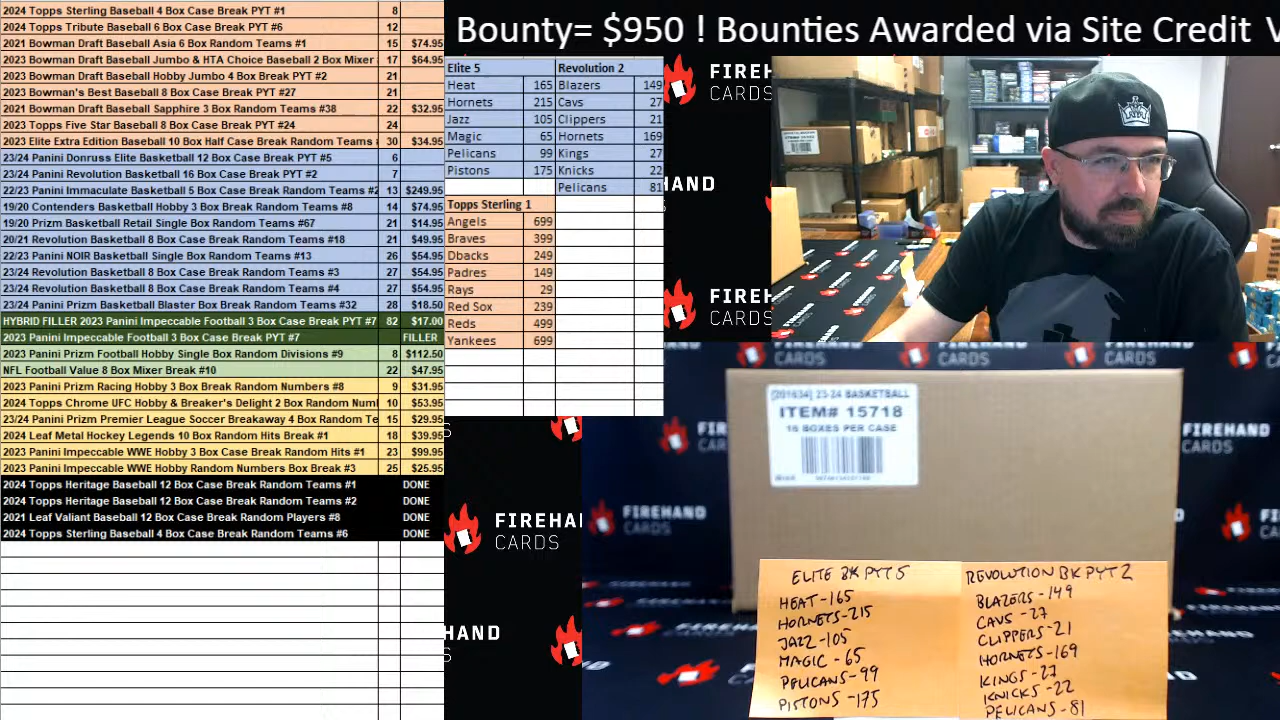 2024 Topps Sterling Baseball 4 Box Case Break PYT #1 8
2024 Topps Tribute Baseball 6 Box Case Break PYT #6 12
2021 Bowman Draft Baseball Asia 6 Box Random Teams #1 15 $74.95
2023 Bowman Draft Baseball Jumbo & HTA Choice Baseball 2 Box Mixer 17 $64.95
2023 Bowman Draft Baseball Hobby Jumbo 4 Box Break PYT #2 21
2023 Bowman's Best Baseball 8 Box Case Break PYT #27 21
2021 Bowman Draft Baseball Sapphire 3 Box Random Teams #38 22 $32.95
2023 Topps Five Star Baseball 8 Box Case Break PYT #24 24
2023 Elite Extra Edition Baseball 10 Box Half Case Break Random Teams 30 $34.95
23/24 Panini Donruss Elite Basketball 12 Box Case Break PYT #5 6
23/24 Panini Revolution Basketball 16 Box Case Break PYT #2 7
22/23 Panini Immaculate Basketball 5 Box Case Break Random Teams #2 13 $249.95
19/20 Contenders Basketball Hobby 3 Box Break Random Teams #8 14 $74.95
19/20 Prizm Basketball Retail Single Box Random Teams #67 21 $14.95
20/21 Revolution Basketball 8 Box Case Break Random Teams #18 21 $49.95
22/23 Panini NOIR Basketball Single Box Random Teams #13 26 $54.95
23/24 Revolution Basketball 8 Box Case Break Random Teams #3 27 $54.95
23/24 Revolution Basketball 8 Box Case Break Random Teams #4 27 $54.95
23/24 Panini Prizm Basketball Blaster Box Break Random Teams #32 28 $18.50
HYBRID FILLER 2023 Panini Impeccable Football 3 Box Case Break PYT #7 82 $17.00
2023 Panini Impeccable Football 3 Box Case Break PYT #7 FILLER
2023 Panini Prizm Football Hobby Single Box Random Divisions #9 8 $112.50
NFL Football Value 8 Box Mixer Break #10 22 $47.95
2023 Panini Prizm Racing Hobby 3 Box Break Random Numbers #8 9 $31.95
2024 Topps Chrome UFC Hobby & Breaker's Delight 2 Box Random Numl 10 $53.95
23/24 Panini Prizm Premier League Soccer Breakaway 4 Box Random Te 15 $29.95
2024 Leaf Metal Hockey Legends 10 Box Random Hits Break #1 18 $39.95
2023 Panini Impeccable WWE Hobby 3 Box Case Break Random Hits #1 23 $99.95
2023 Panini Impeccable WWE Hobby Random Numbers Box Break #3 25 $25.95
2024 Topps Heritage Baseball 12 Box Case Break Random Teams #1 DONE
2024 Topps Heritage Baseball 12 Box Case Break Random Teams #2 DONE
2021 Leaf Valiant Baseball 12 Box Case Break Random Players #8 DONE
2024 Topps Sterling Baseball 4 Box Case Break Random Teams #6 DONE
Bounty= $950 ! Bounties Awarded via Site Credit V
Elite 5 Revolution 2
Heat 165 Blazers 149
Hornets 215 Cavs 27
Jazz 105 Clippers 21
Magic 65 Hornets 169
Pelicans 99 Kings 27
Pistons 175 Knicks 22
Pelicans 81
Topps Sterling 1
Angels 699
Braves 399
Dbacks 249
Padres 149
Rays 29
Red Sox 239
Reds 499
Yankees 699
FIREHAND
CARDS
HAND
FIREHAND
CARDS
FIREHA
CARDS
HAND
S
FIREHAND
CARDS
FIREHAND
CARDS
[201634] 23-24 BASKETBALL
ITEM# 15718
16 BOXES PER CASE
ELITE BK PYT 5
HEAT-165
HORNETS-215
JAZZ-105
MAGIC-65
PELICANS-99
PISTONS-175
REVOLUTION BK PYT 2
BLAZERS-149
CAVS-27
CLIPPERS-21
HORNETS-169
KINGS-27
KNICKS-22
PELICANS-81